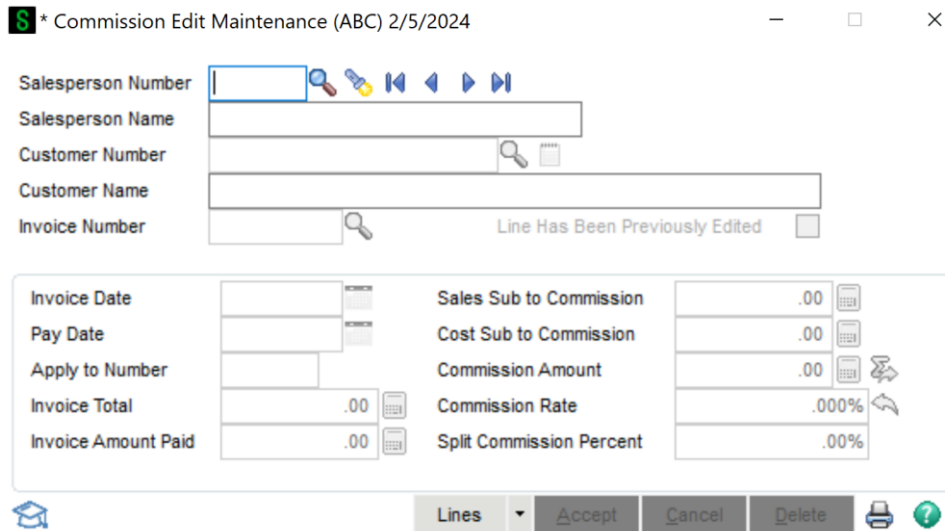 S * Commission Edit Maintenance (ABC) 2/5/2024
Salesperson Number
Salesperson Name
Customer Number
Customer Name
Invoice Number
Line Has Been Previously Edited
Invoice Date
Sales Sub to Commission .00
Pay Date
Cost Sub to Commission .00
Apply to Number
Commission Amount .00
Invoice Total .00
Commission Rate .000%
Invoice Amount Paid .00
Split Commission Percent .00%
Lines Accept Cancel Delete ?